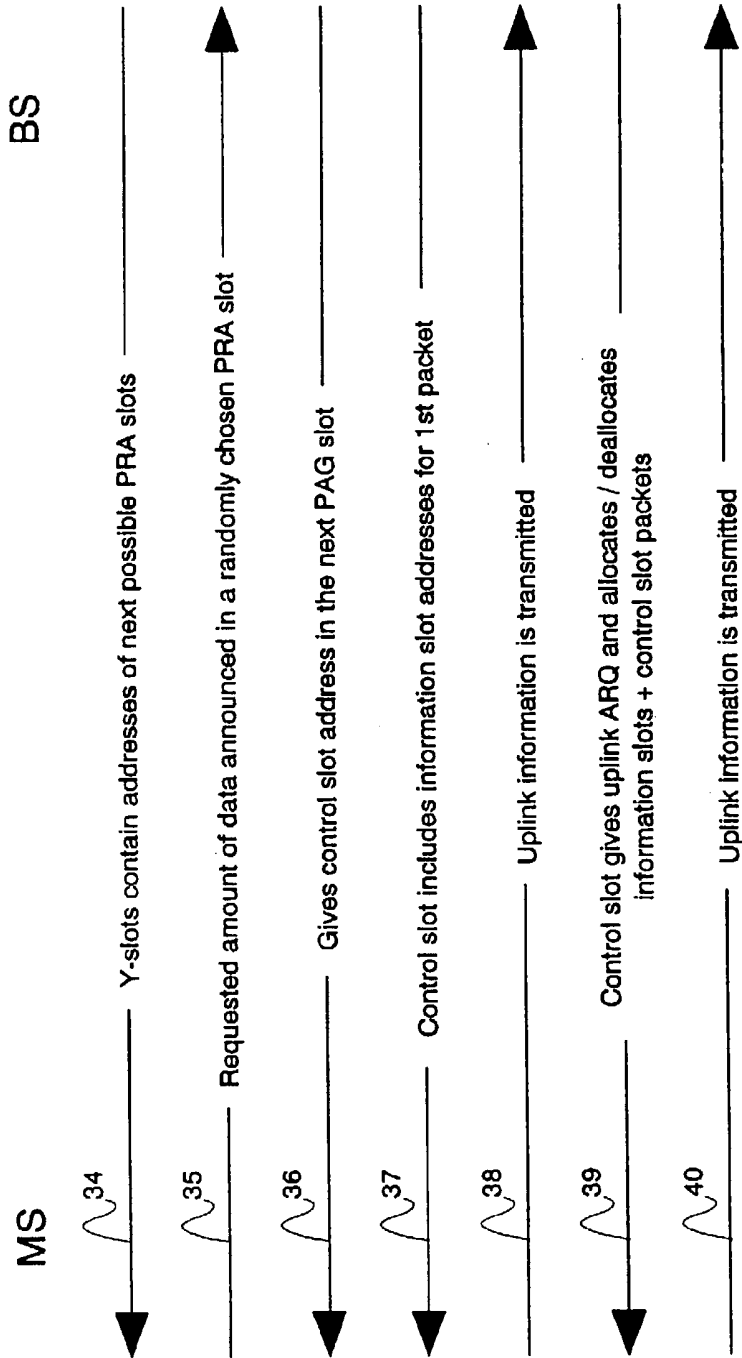 MS
BS
34
Y-slots contain addresses of next possible PRA slots
35
Requested amount of data announced in a randomly chosen PRA slot
36
Gives control slot address in the next PAG slot
37
Control slot includes information slot addresses for 1st packet
38
Uplink information is transmitted
39
Control slot gives uplink ARQ and allocates / deallocates
information slots + control slot packets
40
Uplink information is transmitted